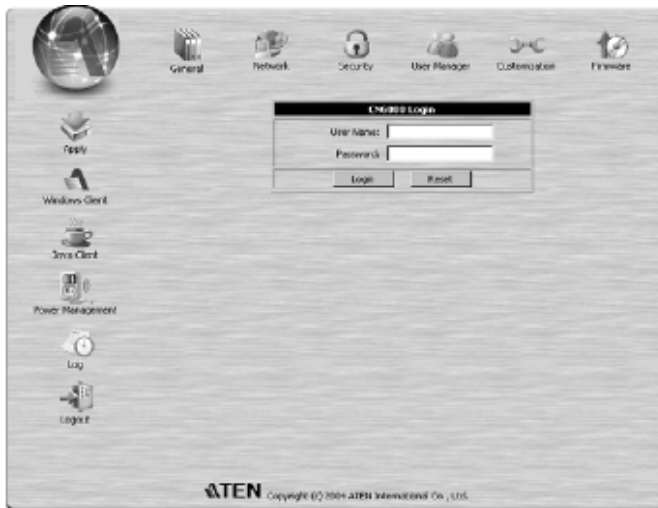 General
Network
Security
User Manager
Customization
Firmware
CN6000 Login
User Name:
Password:
Login
Reset
Apply
Windows Client
Java Client
Power Management
Log
Logout
ATEN Copyright (c) 2004 ATEN International Co., Ltd.